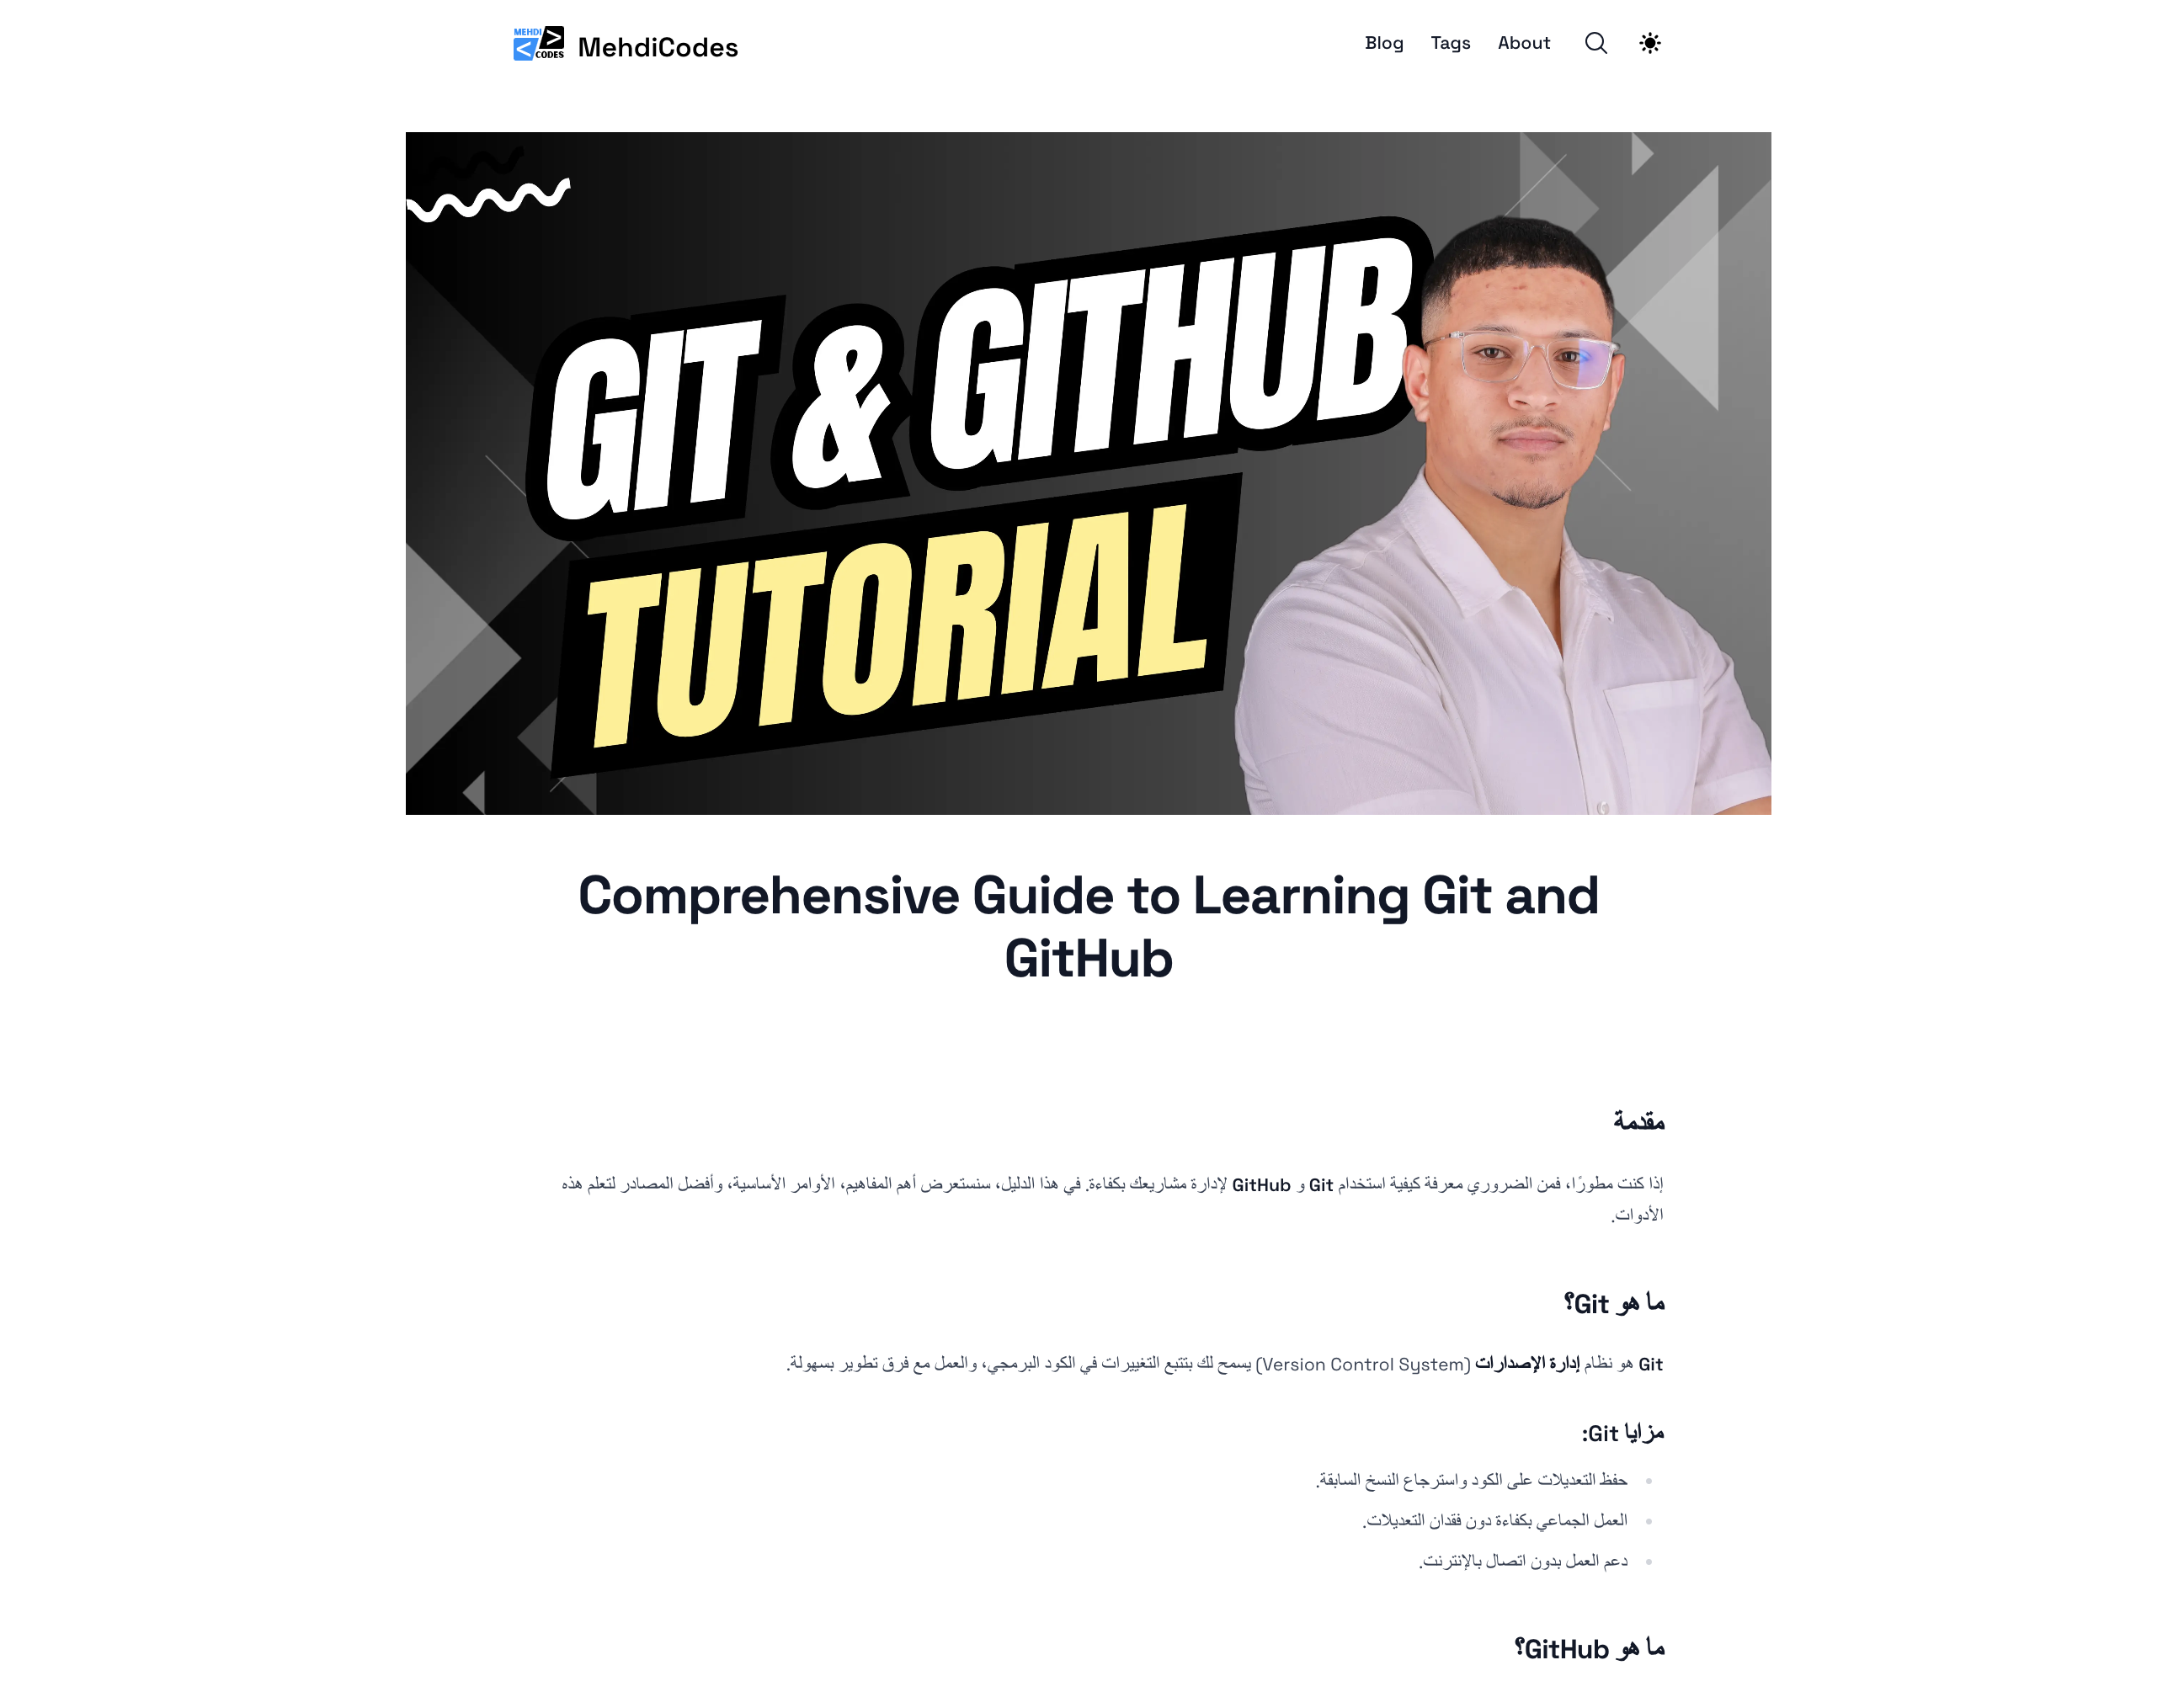 MEHDI
CODES
MehdiCodes
Blog
Tags
About
GIT & GITHUB
TUTORIAL
Comprehensive Guide to Learning Git and
GitHub
مقدمة
إذا كنت مطورًا، فمن الضروري معرفة كيفية استخدام Git و GitHub لإدارة مشاريعك بكفاءة. في هذا الدليل، سنستعرض أهم المفاهيم، الأوامر الأساسية، وأفضل المصادر لتعلم هذه
الأدوات.
ما هو Git؟
Git هو نظام إدارة الإصدارات (Version Control System) يسمح لك بتتبع التغييرات في الكود البرمجي، والعمل مع فرق تطوير بسهولة.
مزايا Git:
حفظ التعديلات على الكود واسترجاع النسخ السابقة.
العمل الجماعي بكفاءة دون فقدان التعديلات.
دعم العمل بدون اتصال بالإنترنت.
ما هو GitHub؟